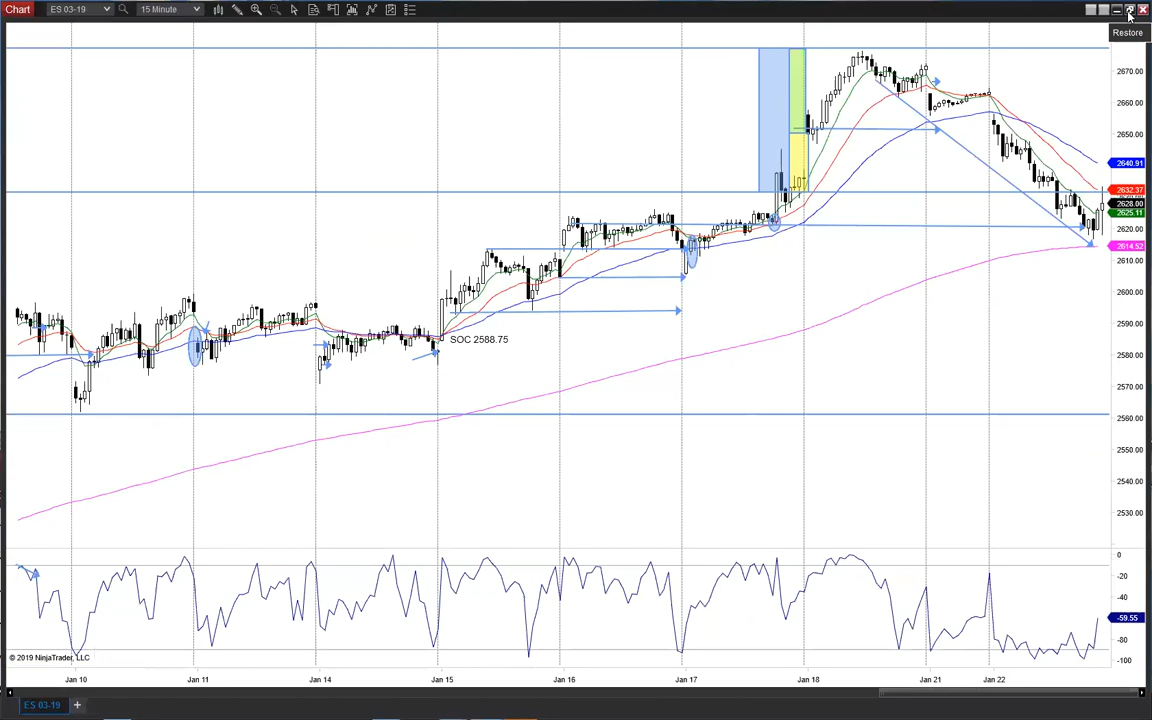 Chart
ES 03-19
15 Minute
Restore
2670.00
2660.00
2650.00
2640.91
2632.37
2628.00
2625.11
2620.00
2614.52
2610.00
2600.00
2590.00
2580.00
2570.00
2560.00
2550.00
2540.00
2530.00
SOC 2588.75
0
-20
-40
-59.55
-80
-100
© 2019 NinjaTrader, LLC
Jan 10
Jan 11
Jan 14
Jan 15
Jan 16
Jan 17
Jan 18
Jan 21
Jan 22
ES 03-19
+